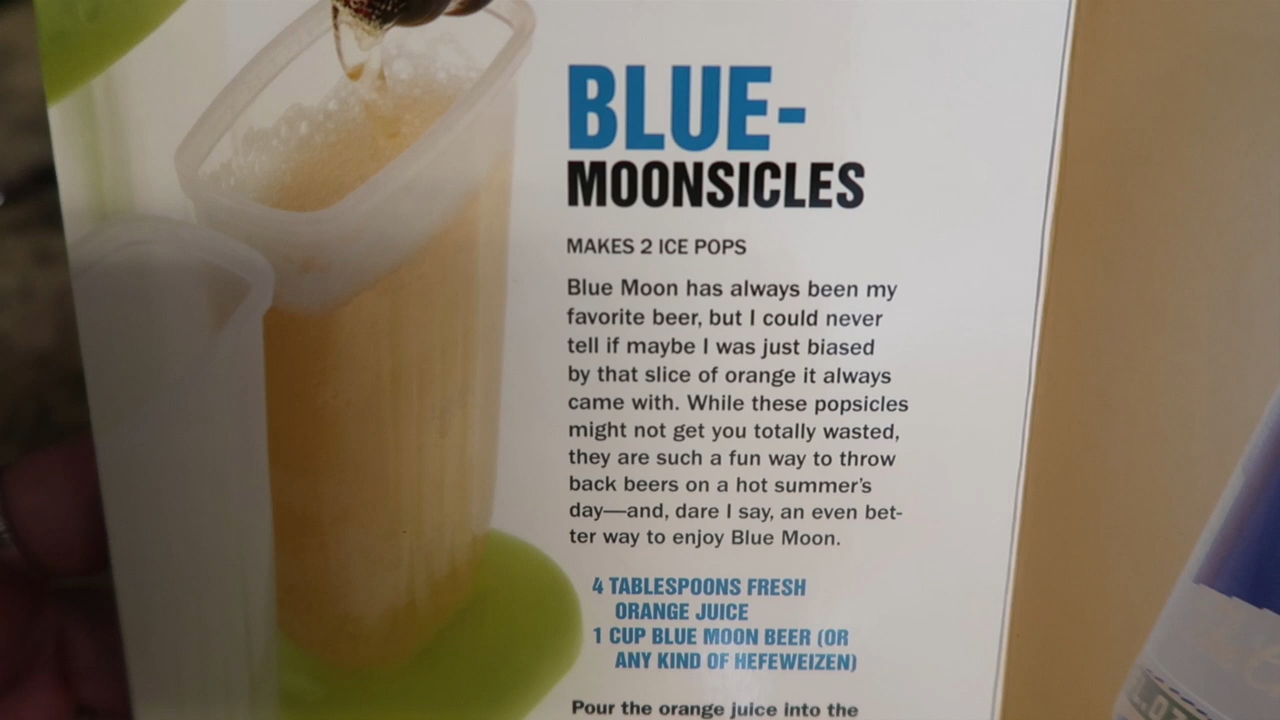 BLUE-
MOONSICLES
MAKES 2 ICE POPS
Blue Moon has always been my
favorite beer, but I could never
tell if maybe I was just biased
by that slice of orange it always
came with. While these popsicles
might not get you totally wasted,
they are such a fun way to throw
back beers on a hot summer's
day—and, dare I say, an even bet-
ter way to enjoy Blue Moon.
4 TABLESPOONS FRESH
ORANGE JUICE
1 CUP BLUE MOON BEER (OR
ANY KIND OF HEFEWEIZEN)
Pour the orange juice into the